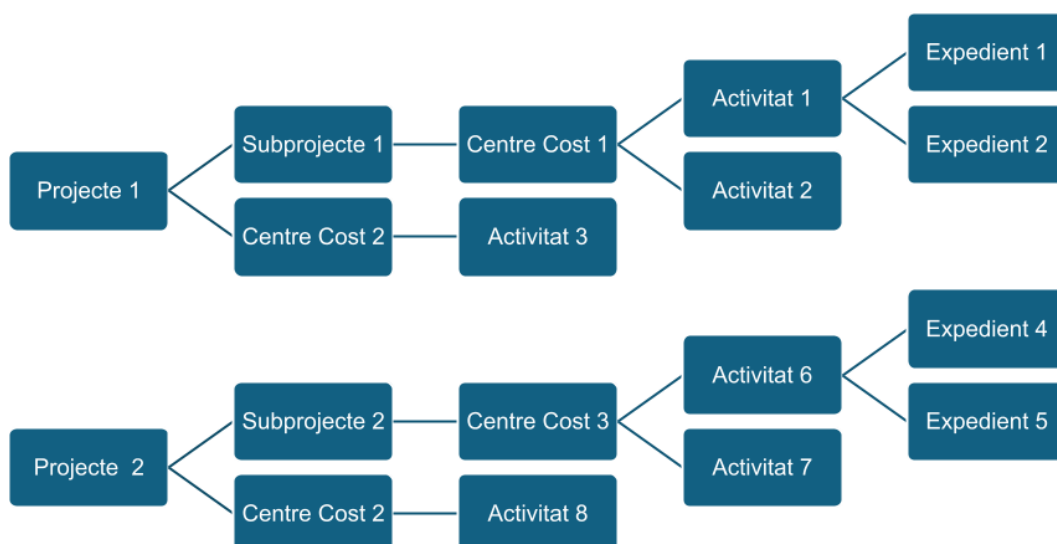 Projecte 1
Subprojecte 1
Centre Cost 1
Activitat 1
Expedient 1
Expedient 2
Activitat 2
Centre Cost 2
Activitat 3
Projecte 2
Subprojecte 2
Centre Cost 3
Activitat 6
Expedient 4
Expedient 5
Activitat 7
Centre Cost 2
Activitat 8